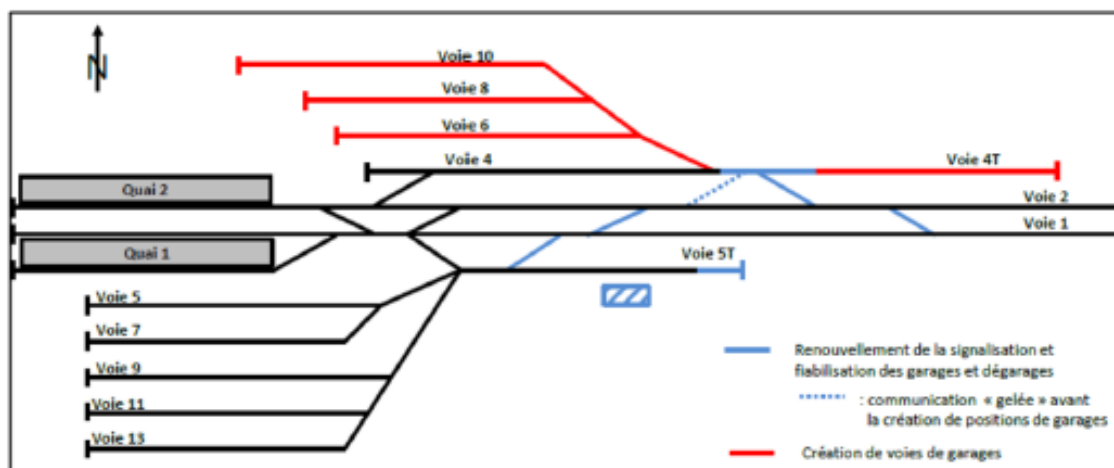 N
Voie 10
Voie 8
Voie 6
Voie 4
Voie 4T
Quai 2
Voie 2
Voie 1
Quai 1
Voie 5T
Voie 5
Voie 7
Voie 9
Voie 11
Voie 13
Renouvellement de la signalisation et
fiabilisation des garages et dégarages
: communication « gelée » avant
la création de positions de garages
Création de voies de garages